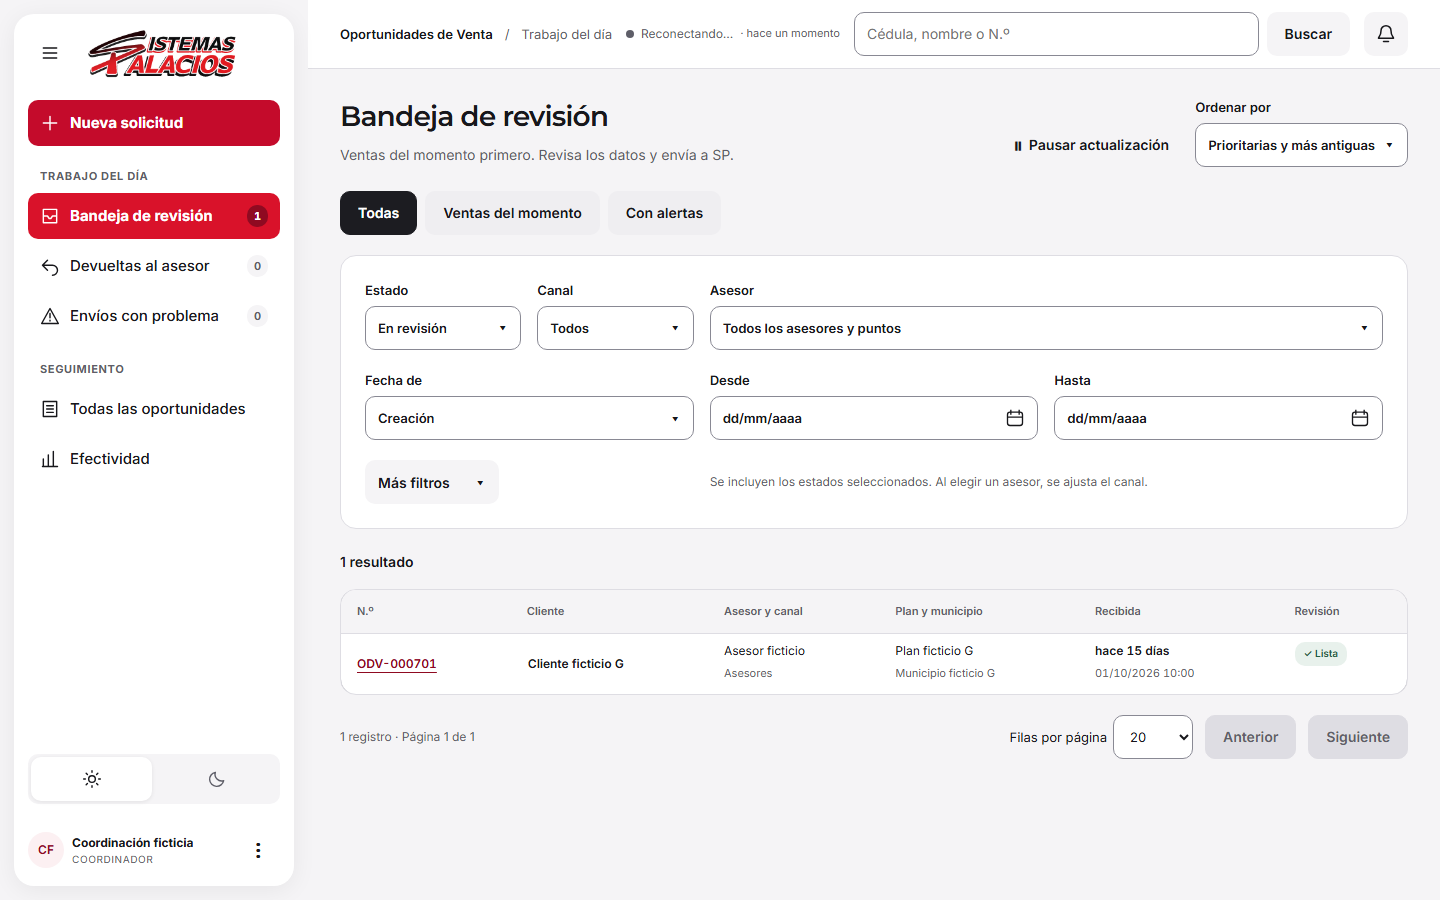 SISTEMAS
PALACIOS
Nueva solicitud
TRABAJO DEL DÍA
Bandeja de revisión 1
Devueltas al asesor 0
Envíos con problema 0
SEGUIMIENTO
Todas las oportunidades
Efectividad
CF
Coordinación ficticia
COORDINADOR
Oportunidades de Venta / Trabajo del día Reconectando... · hace un momento
Cédula, nombre o N.º
Buscar
Bandeja de revisión
Ventas del momento primero. Revisa los datos y envía a SP.
Pausar actualización
Ordenar por
Prioritarias y más antiguas
Todas
Ventas del momento
Con alertas
Estado
En revisión
Canal
Todos
Asesor
Todos los asesores y puntos
Fecha de
Creación
Desde
dd/mm/aaaa
Hasta
dd/mm/aaaa
Más filtros
Se incluyen los estados seleccionados. Al elegir un asesor, se ajusta el canal.
1 resultado
N.º Cliente Asesor y canal Plan y municipio Recibida Revisión
ODV-000701 Cliente ficticio G Asesor ficticio Plan ficticio G hace 15 días ✓ Lista
Asesores Municipio ficticio G 01/10/2026 10:00
1 registro · Página 1 de 1
Filas por página 20 Anterior Siguiente